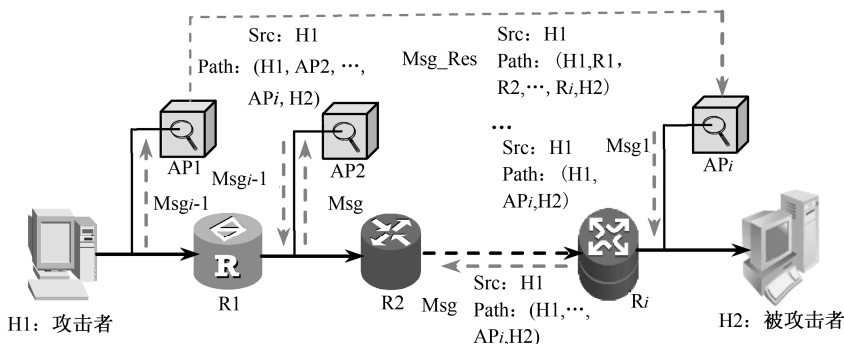 Src：H1
Path：(H1, AP2, …,
APi, H2)
Msg_Res
Src：H1
Path：（H1,R1，
R2,…, Ri,H2）
…
Src：H1
Path：（H1,
APi,H2）
Msg1
AP1
AP2
APi
Msgi-1
Msgi-1
Msg
R
R1
R2
Ri
Msg
Src：H1
Path：(H1,…,
APi,H2)
H1：攻击者
H2：被攻击者